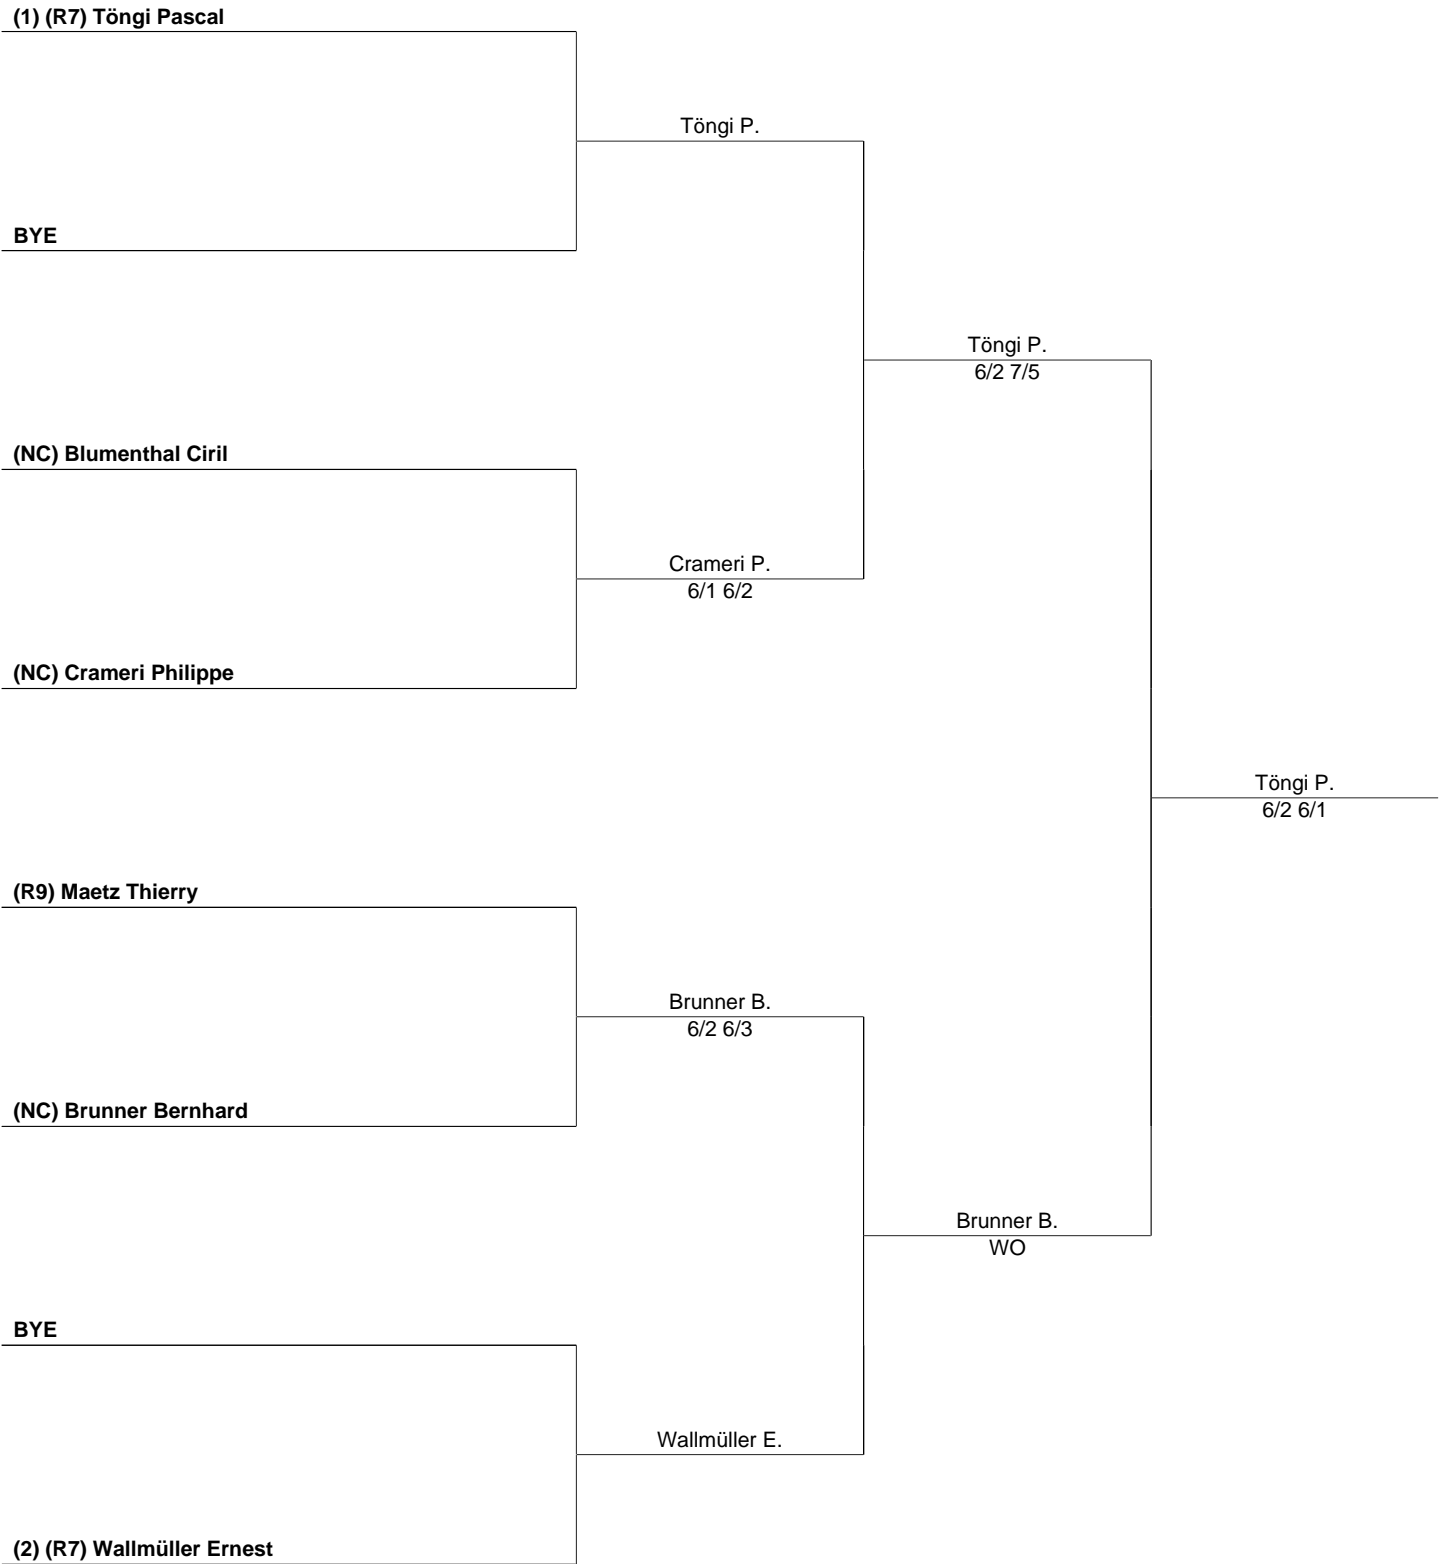 (1) (R7) Töngi Pascal
Töngi P.
BYE
Töngi P.
6/2 7/5
(NC) Blumenthal Ciril
Crameri P.
6/1 6/2
(NC) Crameri Philippe
Töngi P.
6/2 6/1
(R9) Maetz Thierry
Brunner B.
6/2 6/3
(NC) Brunner Bernhard
Brunner B.
WO
BYE
Wallmüller E.
(2) (R7) Wallmüller Ernest